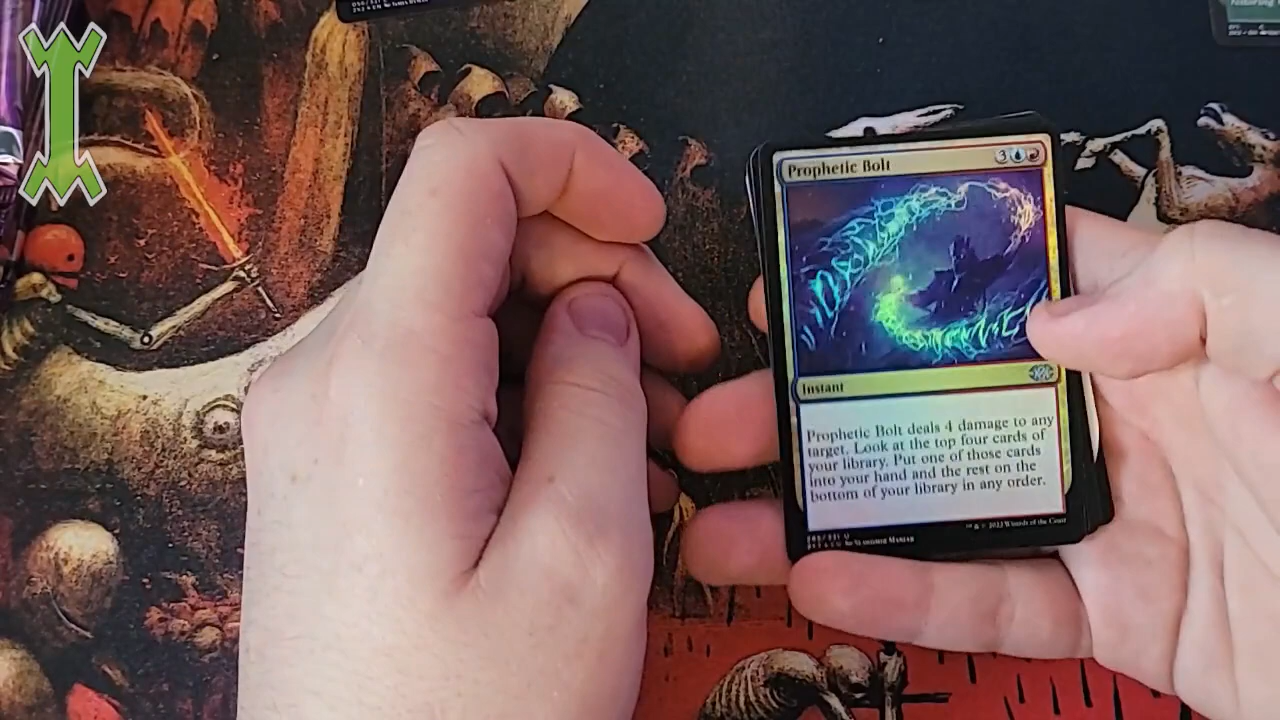 Prophetic Bolt
3
Instant
Prophetic Bolt deals 4 damage to any
target. Look at the top four cards of
your library. Put one of those cards
into your hand and the rest on the
bottom of your library in any order.